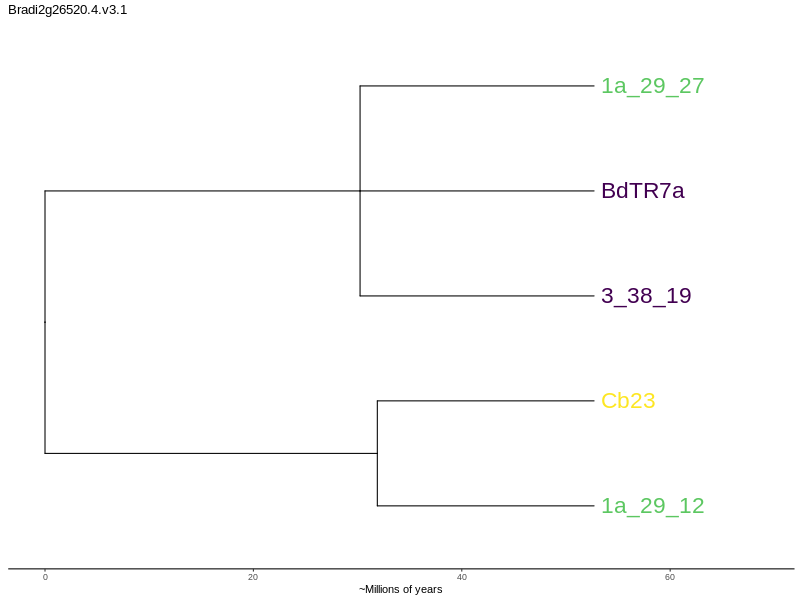 Bradi2g26520.4.v3.1
1a_29_27
BdTR7a
3_38_19
Cb23
1a_29_12
0 20 40 60
~Millions of years